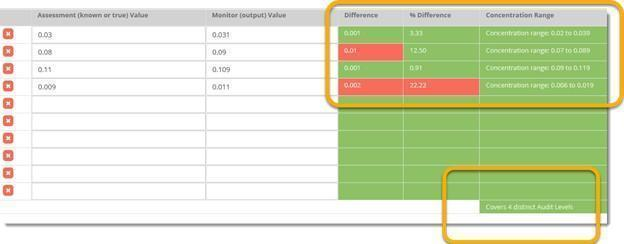 Assessment (known or true) Value Monitor (output) Value Difference % Difference Concentration Range
0.03 0.031 0.001 3.33 Concentration range: 0.02 to 0.039
0.08 0.09 0.01 12.50 Concentration range: 0.07 to 0.089
0.11 0.109 0.001 0.91 Concentration range: 0.09 to 0.119
0.009 0.011 0.002 22.22 Concentration range: 0.006 to 0.019
Covers 4 distinct Audit Levels